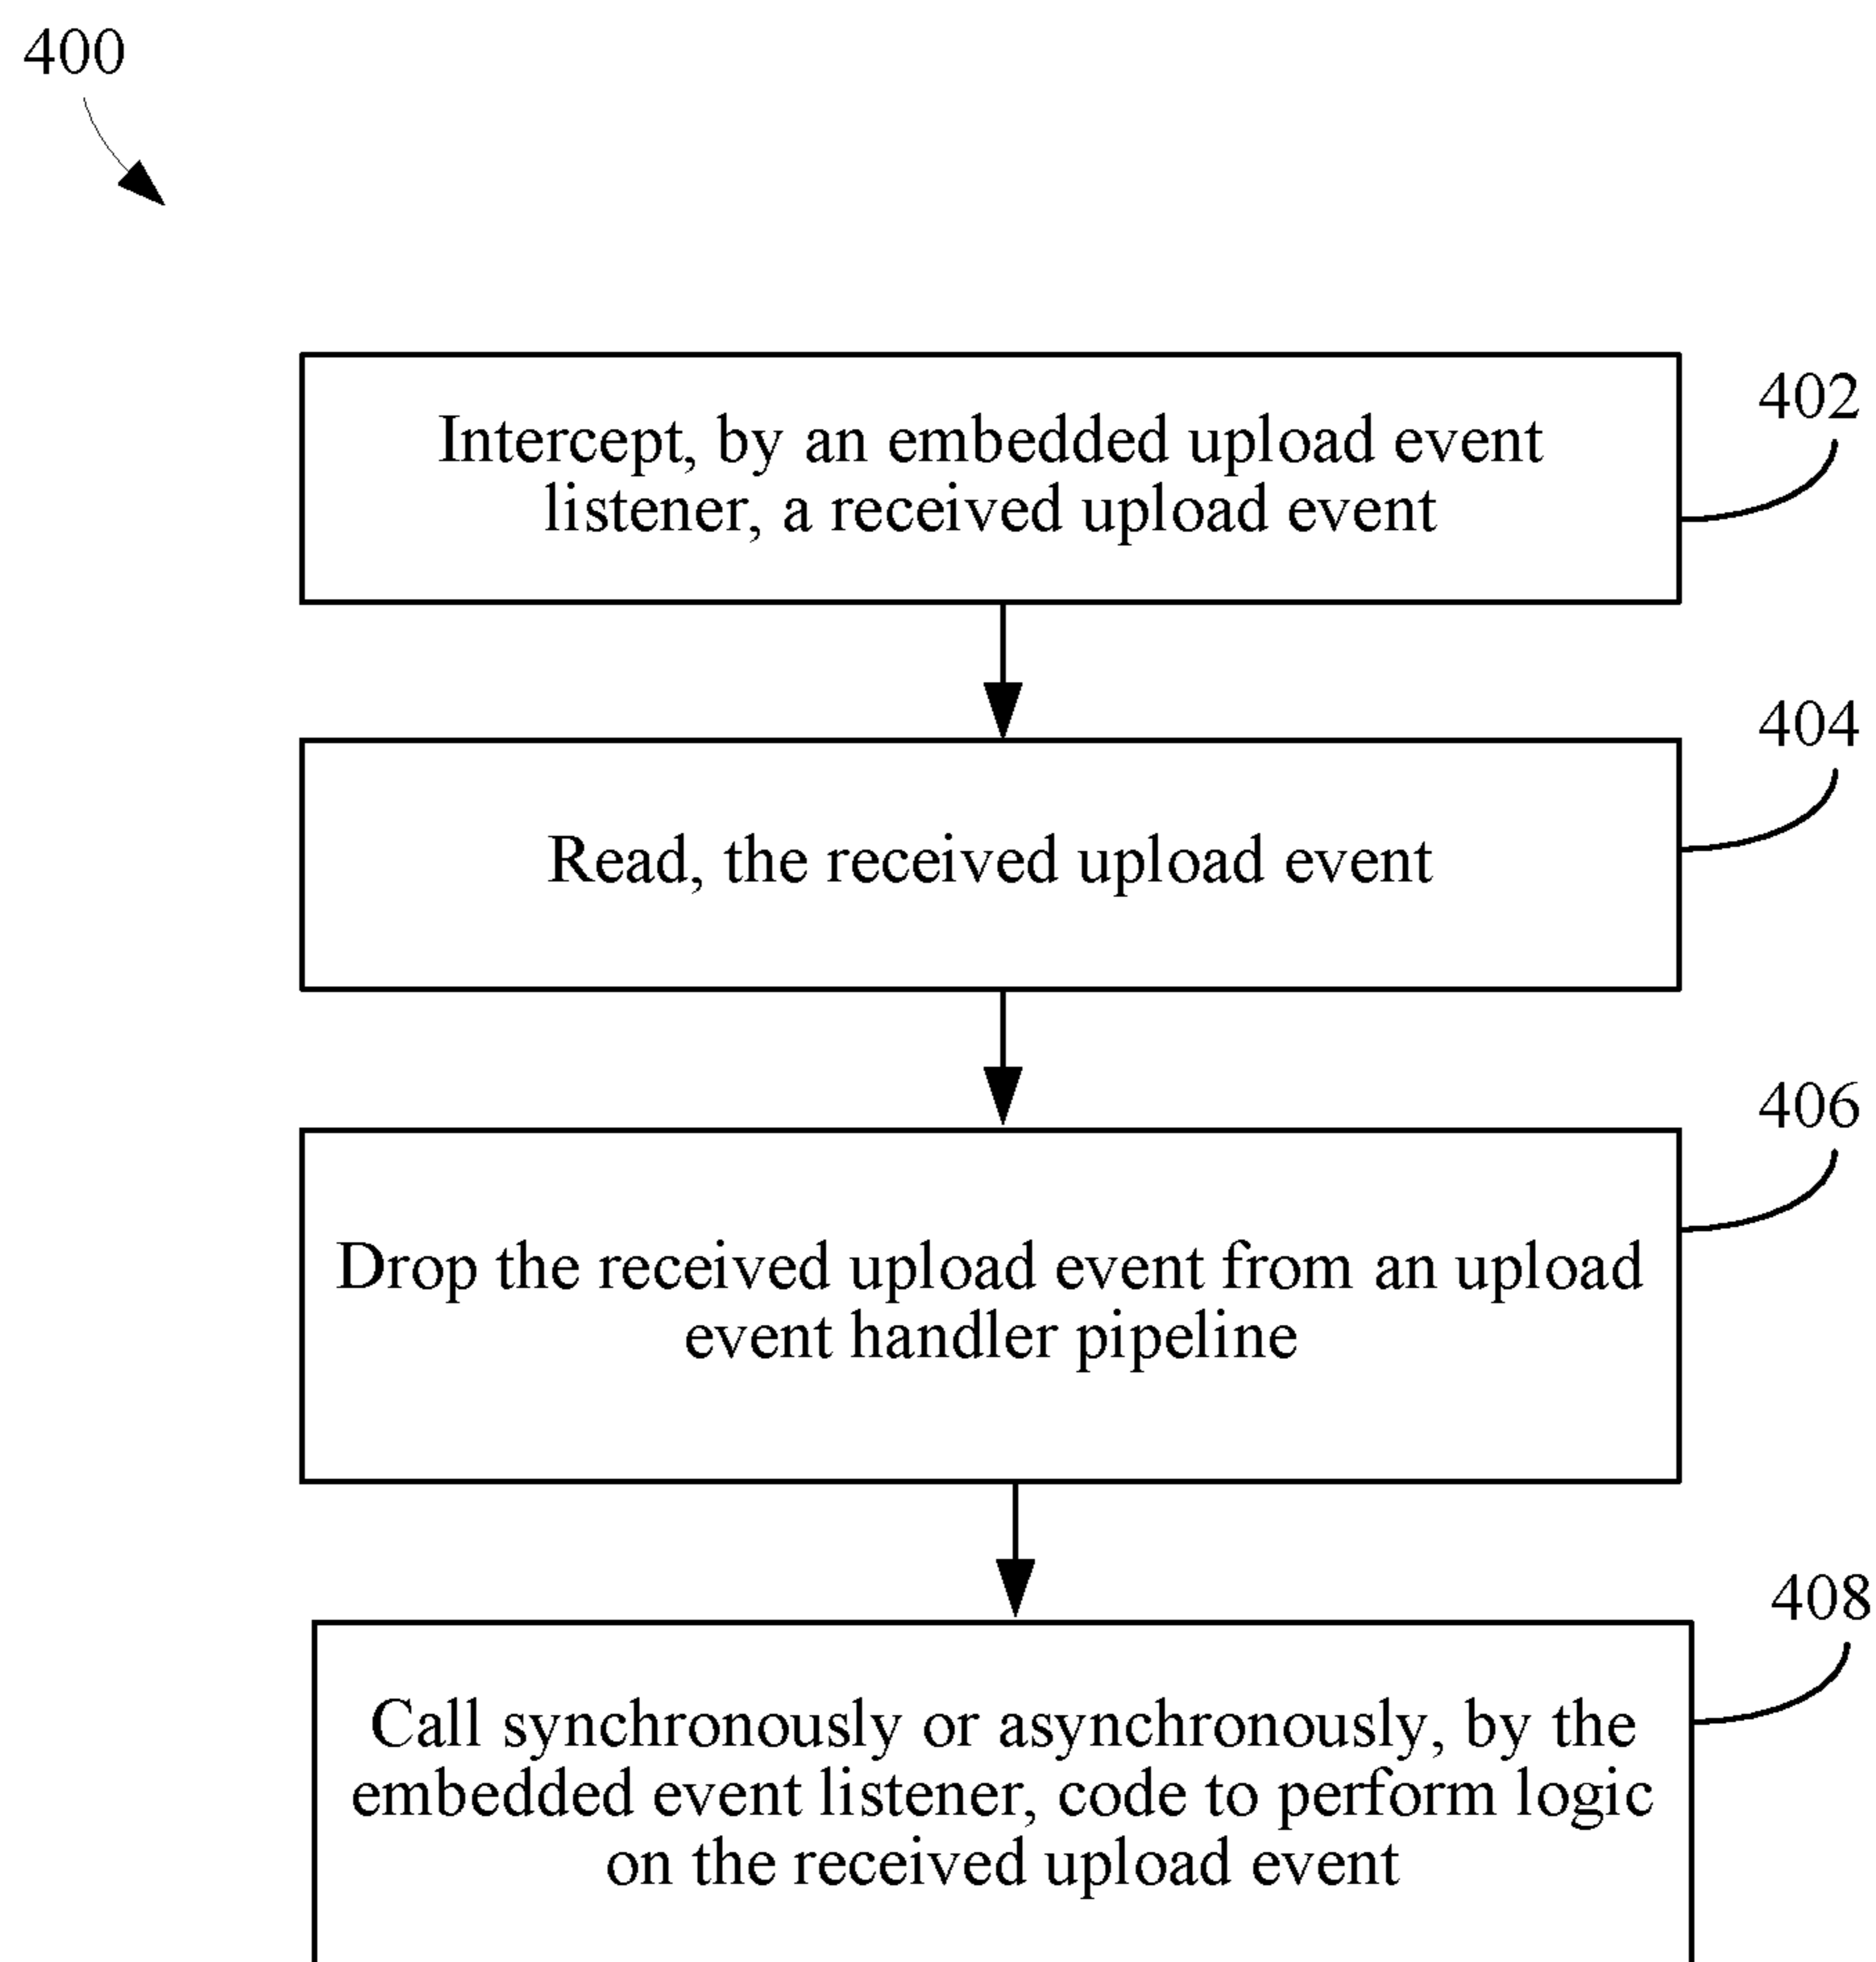 400
402
Intercept, by an embedded upload event
listener, a received upload event
404
Read, the received upload event
406
Drop the received upload event from an upload
event handler pipeline
408
Call synchronously or asynchronously, by the
embedded event listener, code to perform logic
on the received upload event